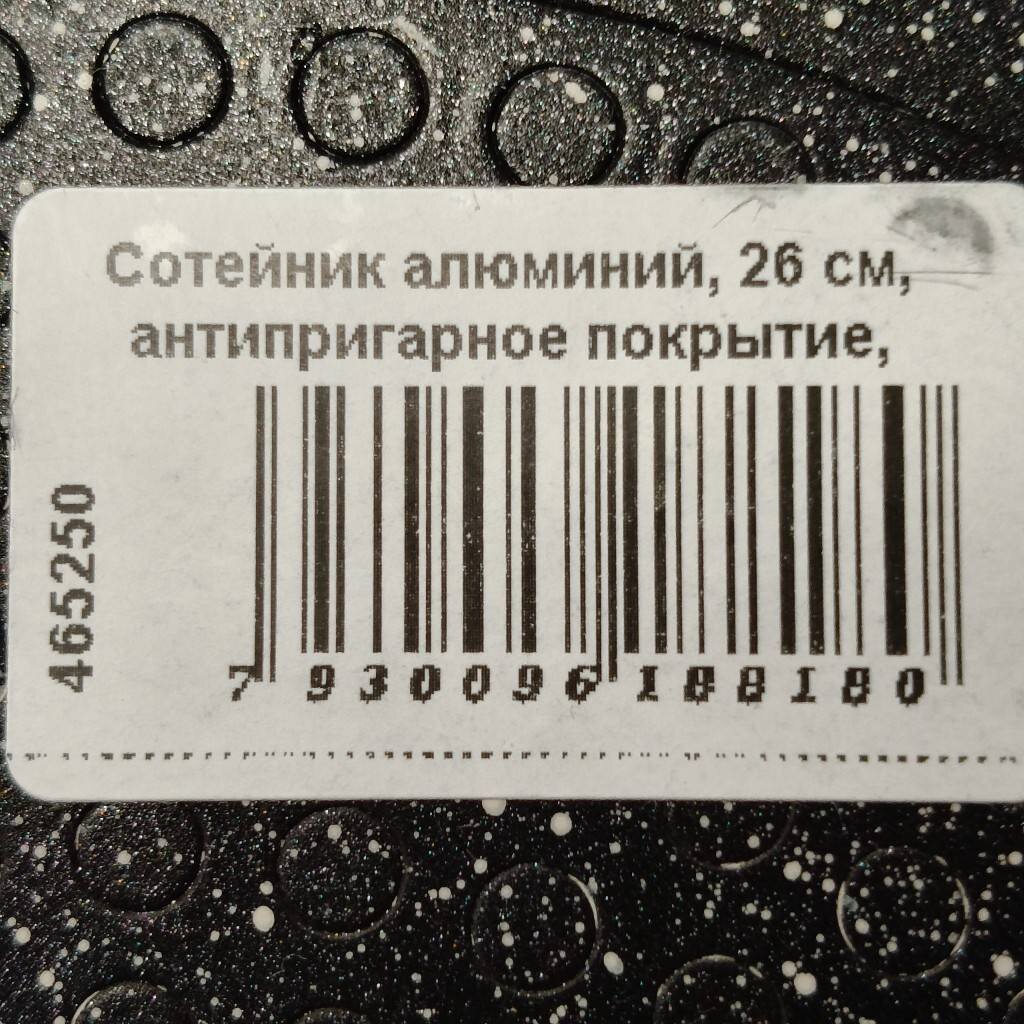 Сотейник алюминий, 26 см,
антипригарное покрытие,
465250
7 930096 188180